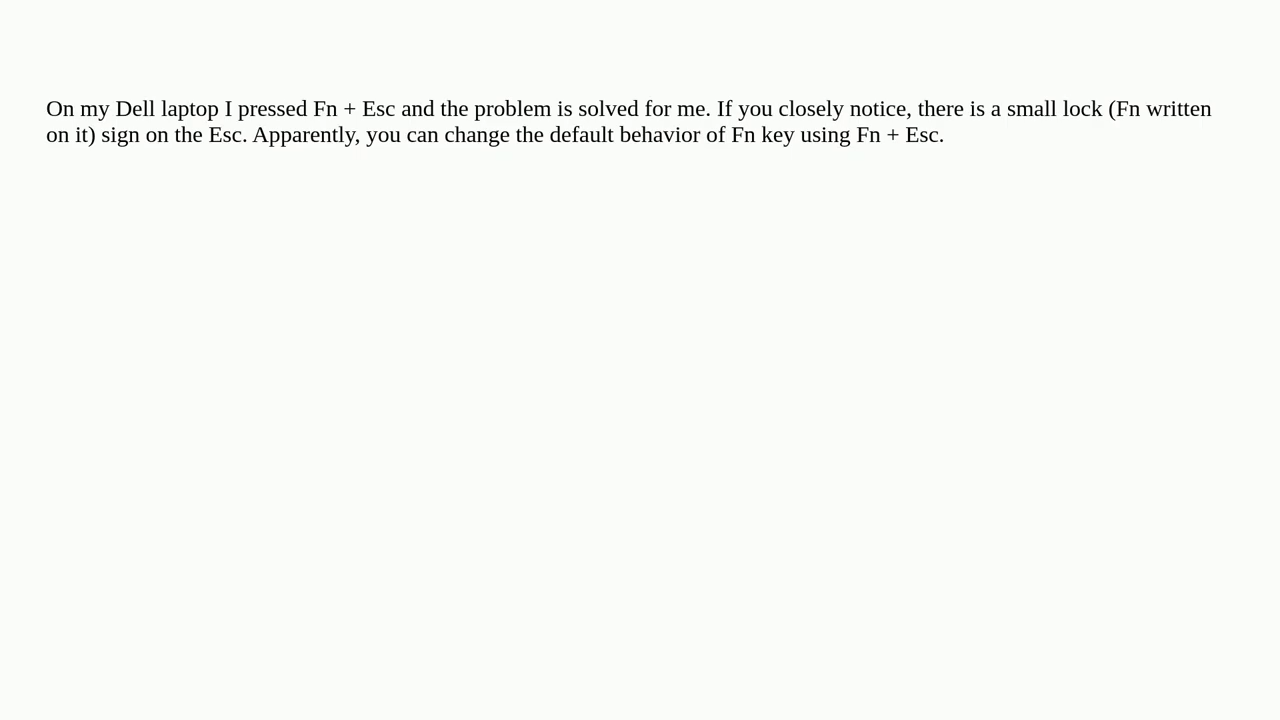 On my Dell laptop I pressed Fn + Esc and the problem is solved for me. If you closely notice, there is a small lock (Fn written
on it) sign on the Esc. Apparently, you can change the default behavior of Fn key using Fn + Esc.